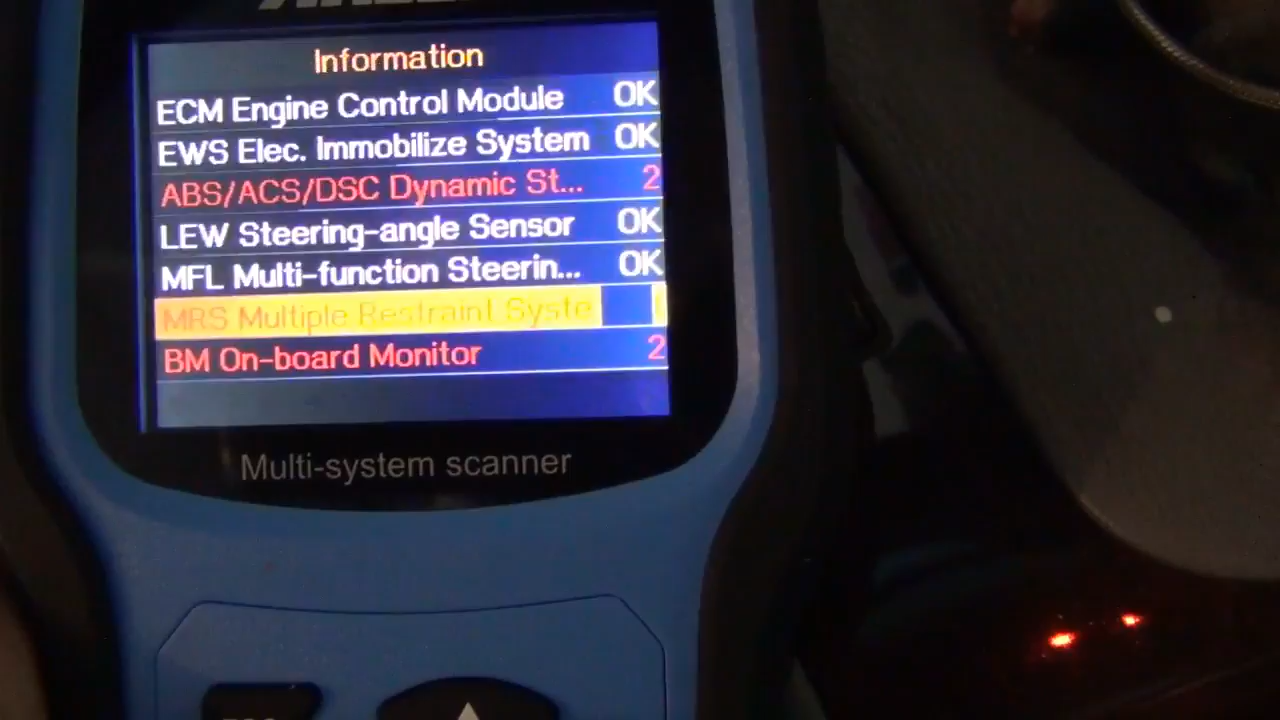 Information
ECM Engine Control Module OK
EWS Elec. Immobilize System OK
ABS/ACS/DSC Dynamic St... 2
LEW Steering-angle Sensor OK
MFL Multi-function Steerin... OK
MRS Multiple Restraint Syste
BM On-board Monitor 2
Multi-system scanner